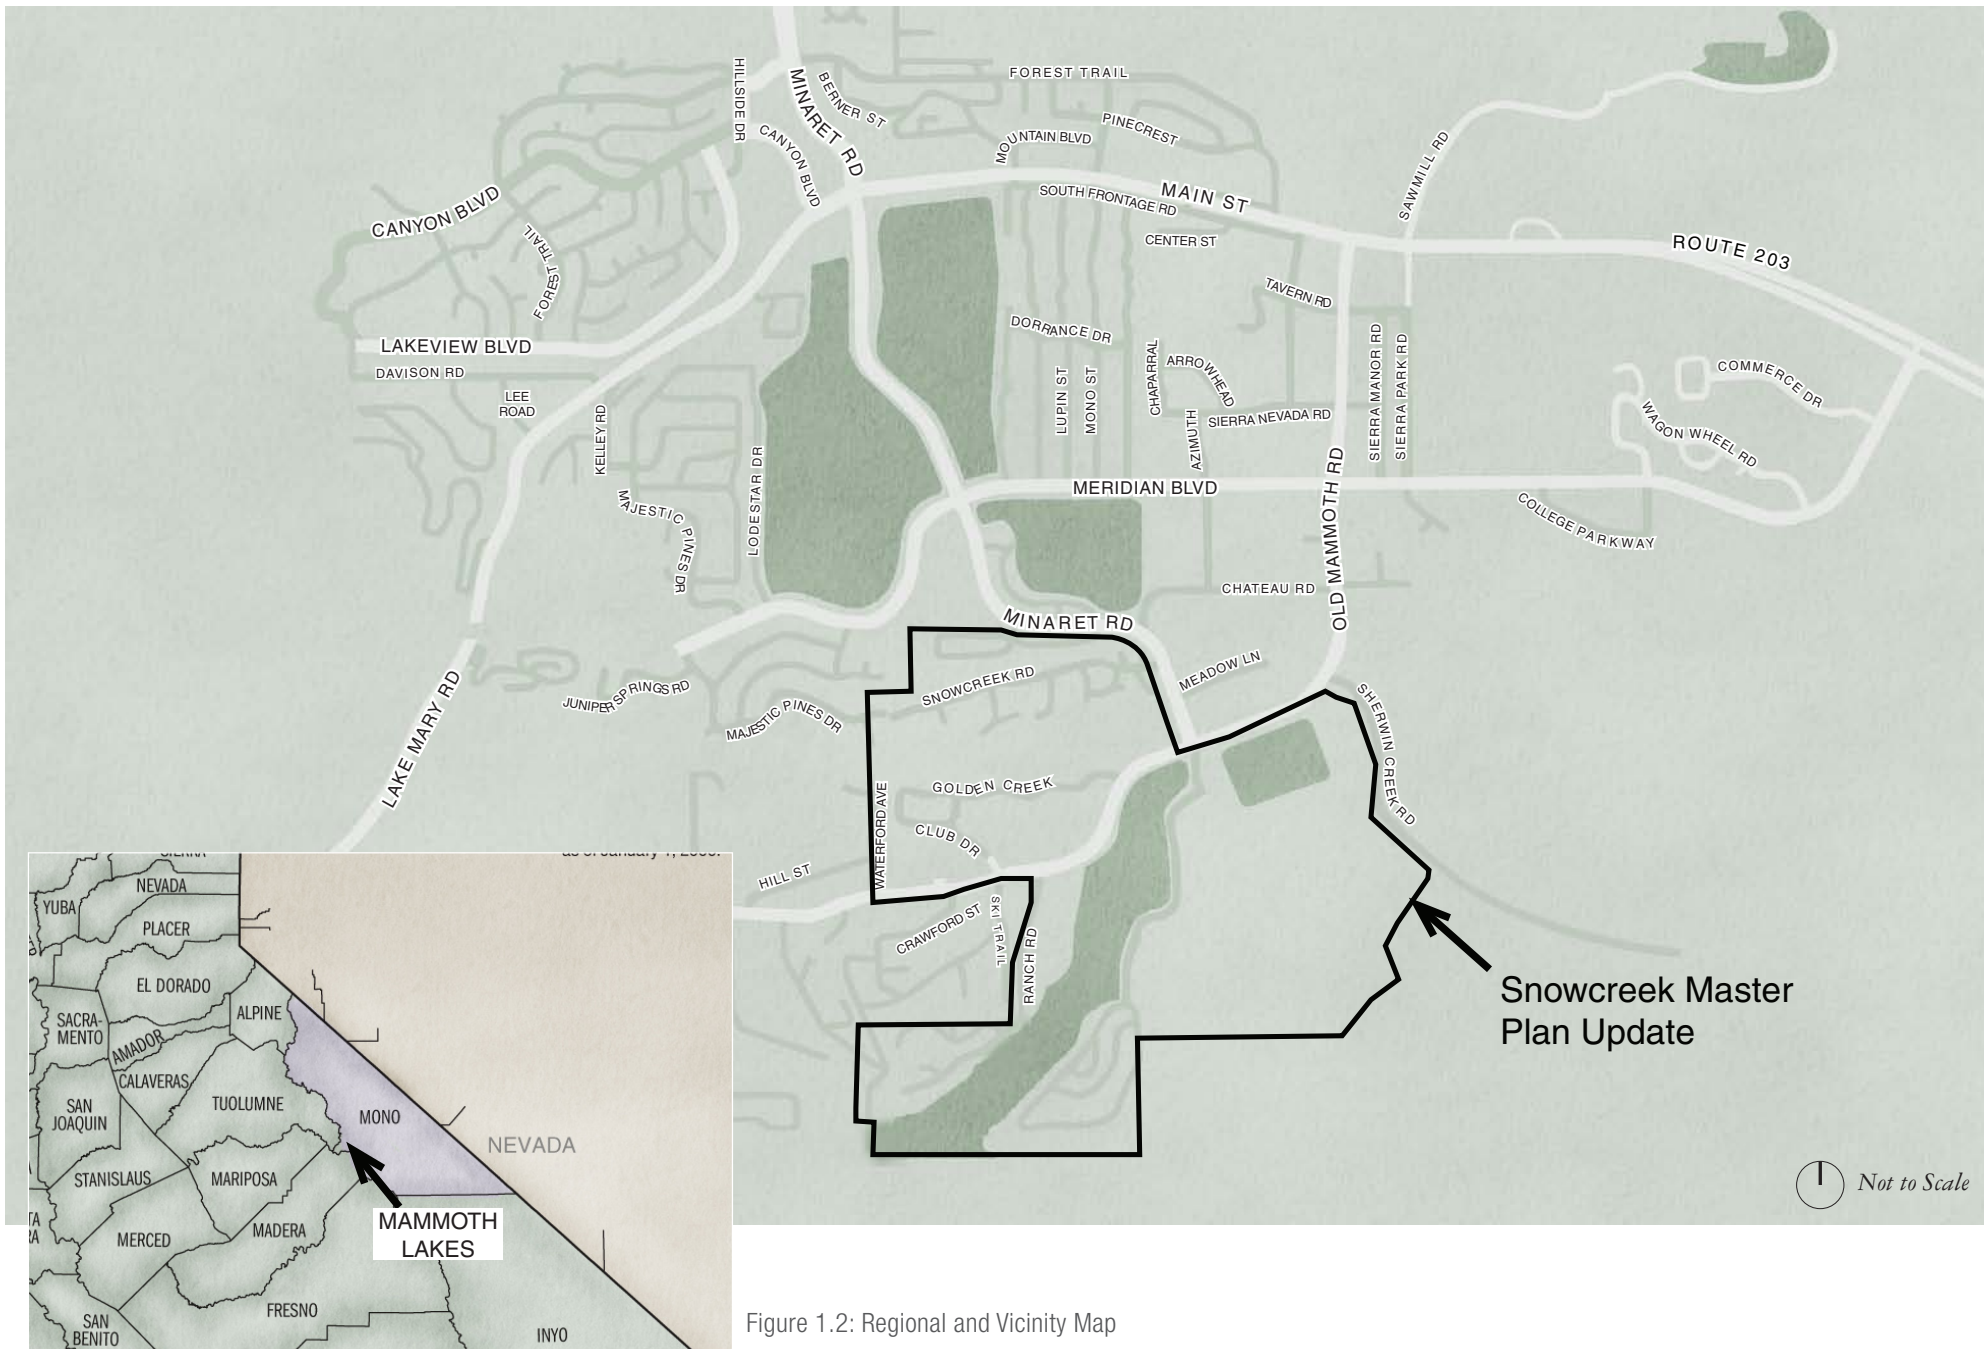 FOREST TRAIL
HILLSIDE DR
MINARET RD
BERNER ST
CANYON BLVD
MOUNTAIN BLVD
PINECREST
SAWMILL RD
CANYON BLVD
SOUTH FRONTAGE RD
MAIN ST
CENTER ST
ROUTE 203
FOREST TRAIL
TAVERN RD
DORRANCE DR
LAKEVIEW BLVD
DAVISON RD
LEE
ROAD
KELLEY RD
LUPIN ST
MONO ST
CHAPARRAL
ARROWHEAD
AZIMUTH
SIERRA NEVADA RD
SIERRA MANOR RD
SIERRA PARK RD
COMMERCE DR
WAGON WHEEL RD
LODESTAR DR
MAJESTIC PINES DR
MERIDIAN BLVD
OLD MAMMOTH RD
COLLEGE PARKWAY
CHATEAU RD
MINARET RD
MEADOW LN
JUNIPER SPRINGS RD
MAJESTIC PINES DR
SNOWCREEK RD
SHERWIN CREEK RD
LAKE MARY RD
GOLDEN CREEK
WATERFORD AVE
CLUB DR
HILL ST
CRAWFORD ST
SKI TRAIL
RANCH RD
Snowcreek Master
Plan Update
Not to Scale
NEVADA
YUBA
PLACER
EL DORADO
ALPINE
SACRA-
MENTO
AMADOR
CALAVERAS
SAN
JOAQUIN
TUOLUMNE
MONO
NEVADA
STANISLAUS
MARIPOSA
MAMMOTH
LAKES
MERCED
MADERA
FRESNO
SAN
BENITO
INYO
Figure 1.2: Regional and Vicinity Map